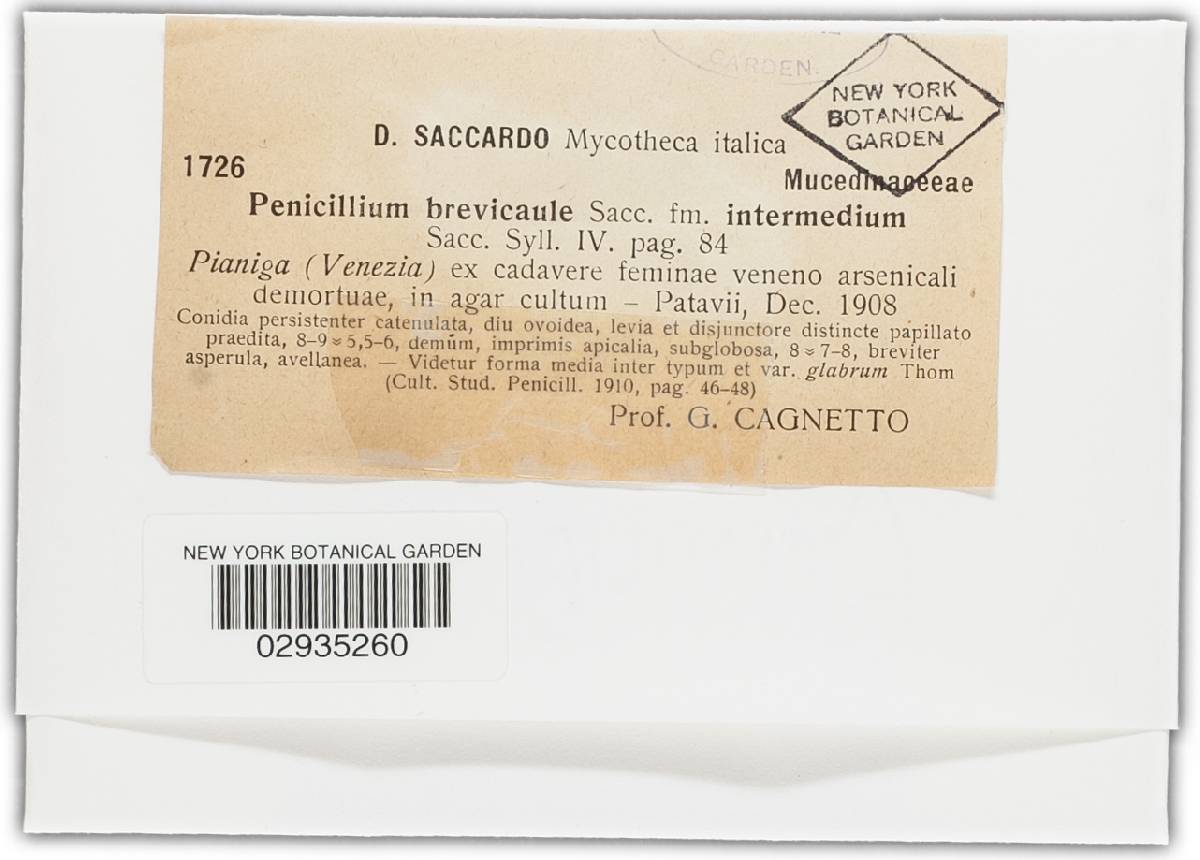 GARDEN.
NEW YORK
BOTANICAL
GARDEN
D. SACCARDO Mycotheca italica
1726
Mucedinaceeae
Penicillium brevicaule Sacc. fm. intermedium
Sacc. Syll. IV. pag. 84
Pianiga (Venezia) ex cadavere feminae veneno arsenicali
demortuae, in agar cultum – Patavii, Dec. 1908
Conidia persistenter catenulata, diu ovoidea, levia et disjunctore distincte papillato
praedita, 8–9 ≈ 5,5–6, demum, imprimis apicalia, subglobosa, 8 ≈ 7–8, breviter
asperula, avellanea. — Videtur forma media inter typum et var. glabrum Thom
(Cult. Stud. Penicill. 1910, pag. 46–48)
Prof. G. CAGNETTO
NEW YORK BOTANICAL GARDEN
02935260